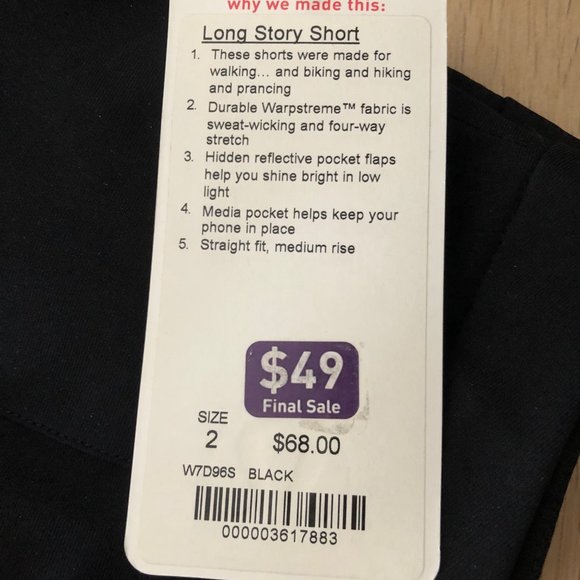 why we made this:
Long Story Short
1. These shorts were made for
walking... and biking and hiking
and prancing
2. Durable Warpstreme™ fabric is
sweat-wicking and four-way
stretch
3. Hidden reflective pocket flaps
help you shine bright in low
light
4. Media pocket helps keep your
phone in place
5. Straight fit, medium rise
$49
Final Sale
SIZE
2 $68.00
W7D96S BLACK
000003617883